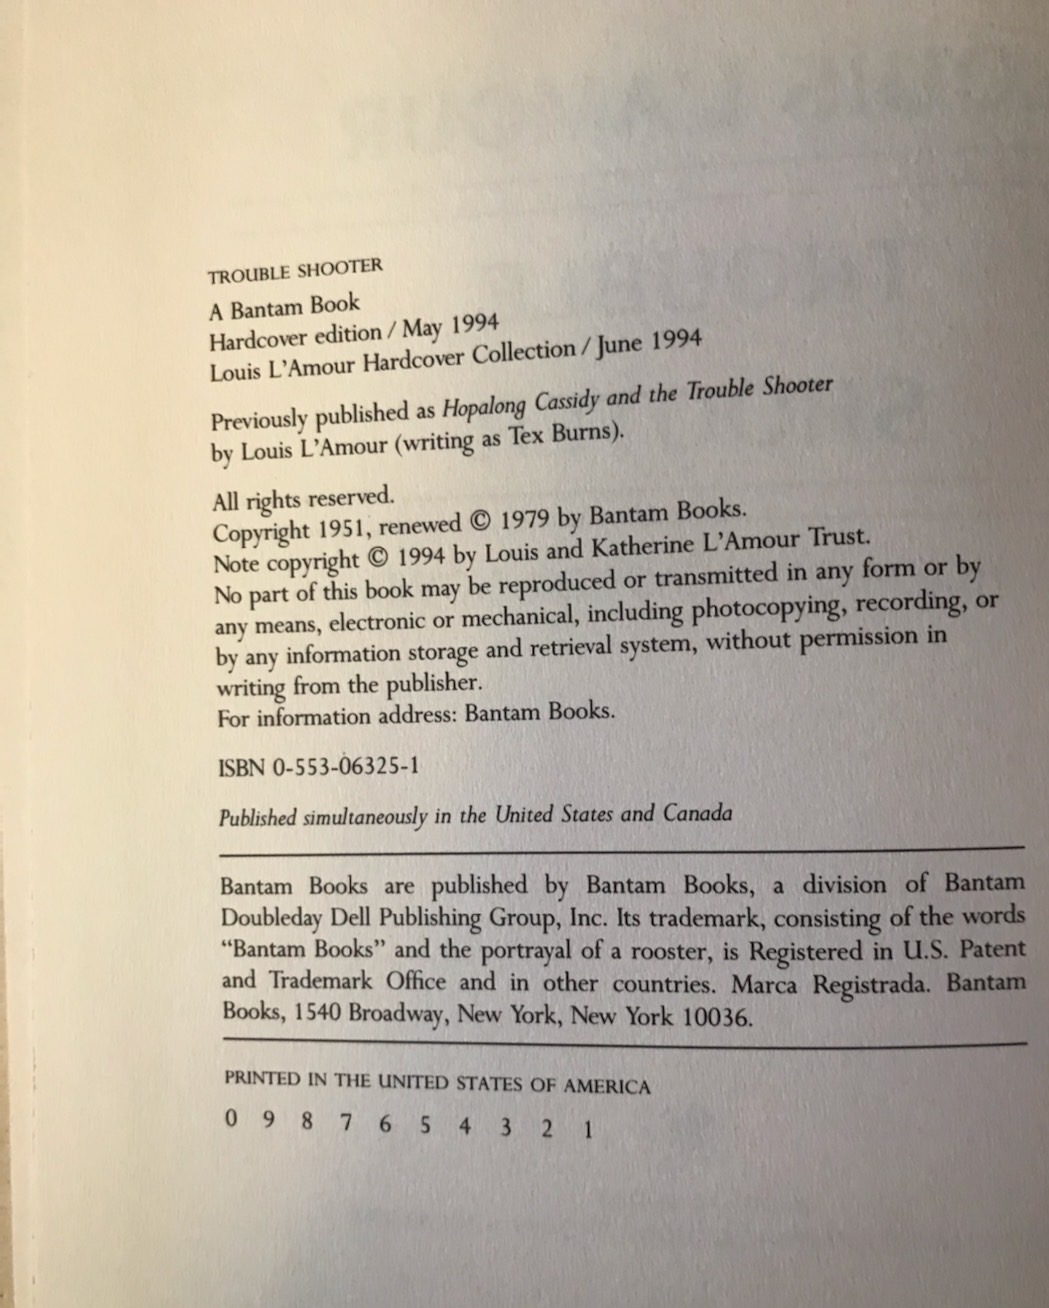 TROUBLE SHOOTER
A Bantam Book
Hardcover edition / May 1994
Louis L'Amour Hardcover Collection / June 1994
Previously published as Hopalong Cassidy and the Trouble Shooter
by Louis L'Amour (writing as Tex Burns).
All rights reserved.
Copyright 1951, renewed © 1979 by Bantam Books.
Note copyright © 1994 by Louis and Katherine L'Amour Trust.
No part of this book may be reproduced or transmitted in any form or by
any means, electronic or mechanical, including photocopying, recording, or
by any information storage and retrieval system, without permission in
writing from the publisher.
For information address: Bantam Books.
ISBN 0-553-06325-1
Published simultaneously in the United States and Canada
Bantam Books are published by Bantam Books, a division of Bantam
Doubleday Dell Publishing Group, Inc. Its trademark, consisting of the words
“Bantam Books” and the portrayal of a rooster, is Registered in U.S. Patent
and Trademark Office and in other countries. Marca Registrada. Bantam
Books, 1540 Broadway, New York, New York 10036.
PRINTED IN THE UNITED STATES OF AMERICA
0 9 8 7 6 5 4 3 2 1